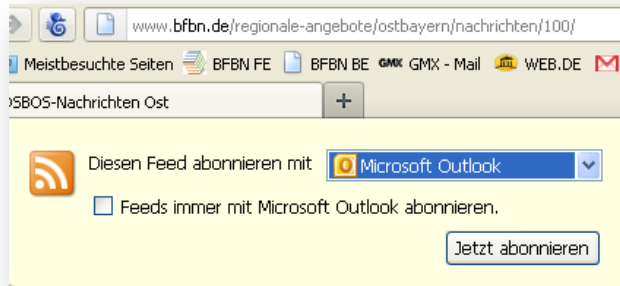 www.bfbn.de/regionale-angebote/ostbayern/nachrichten/100/
Meistbesuchte Seiten BFBN FE BFBN BE GMX GMX - Mail WEB.DE
OSBOS-Nachrichten Ost
Diesen Feed abonnieren mit Microsoft Outlook
Feeds immer mit Microsoft Outlook abonnieren.
Jetzt abonnieren